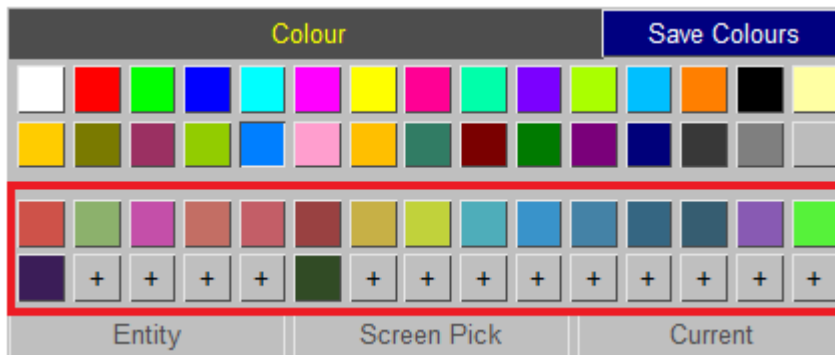 Colour Save Colours
+ + + + + + + + + + + + +
Entity Screen Pick Current